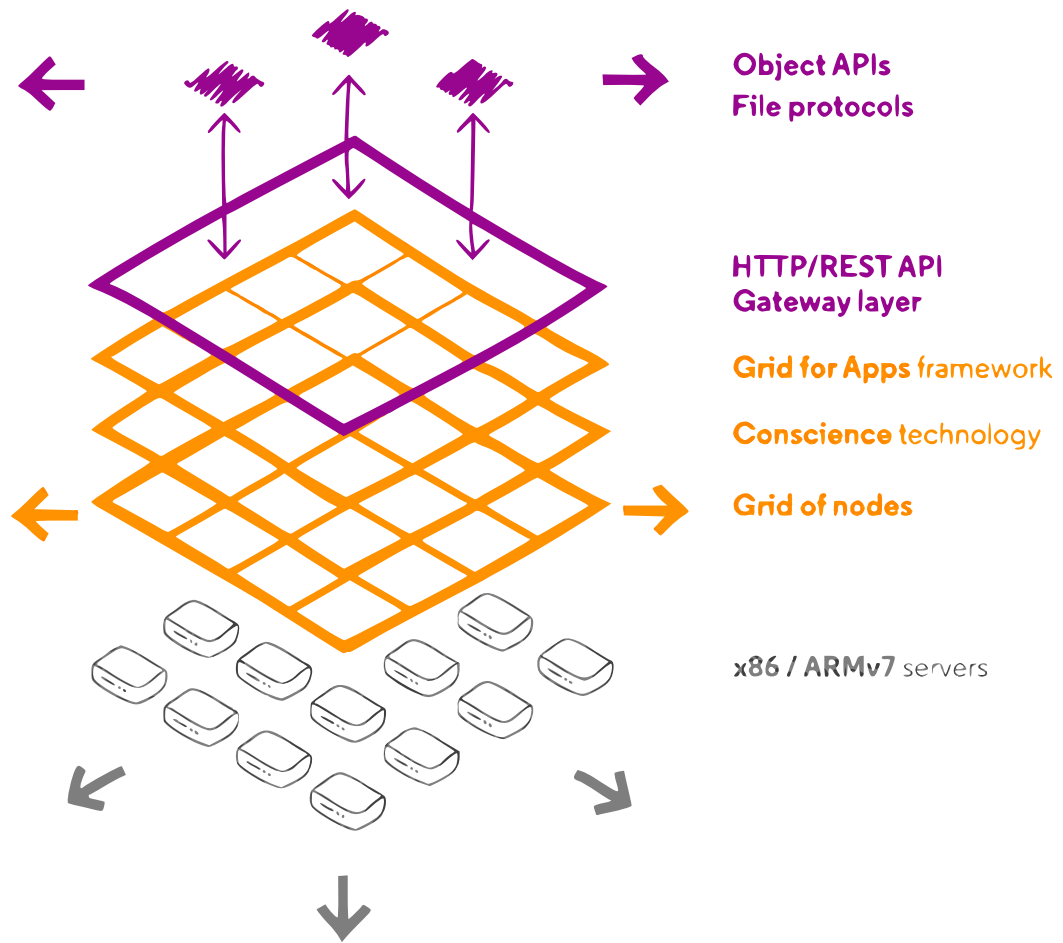 Object APIs
File protocols
HTTP/REST API
Gateway layer
Grid for Apps framework
Conscience technology
Grid of nodes
x86 / ARMv7 servers